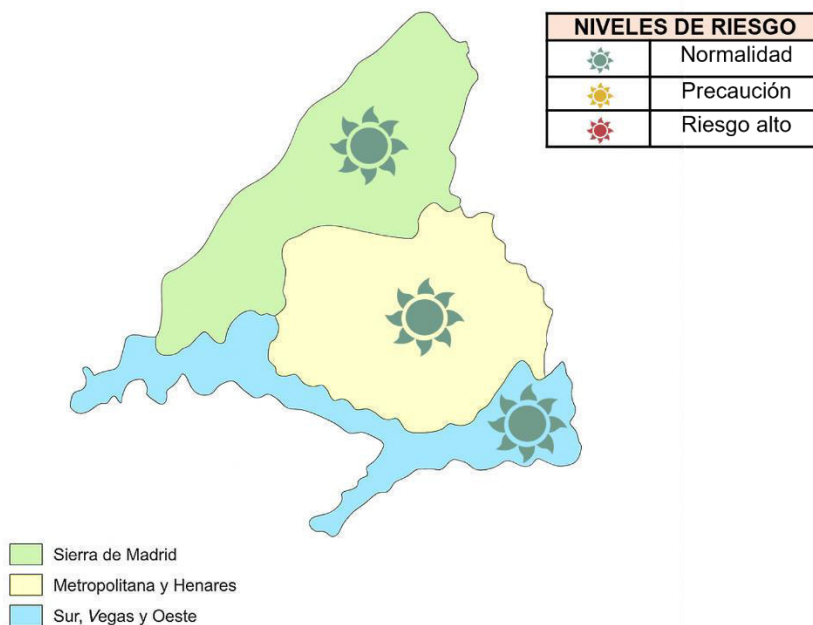 NIVELES DE RIESGO
Normalidad
Precaución
Riesgo alto
Sierra de Madrid
Metropolitana y Henares
Sur, Vegas y Oeste